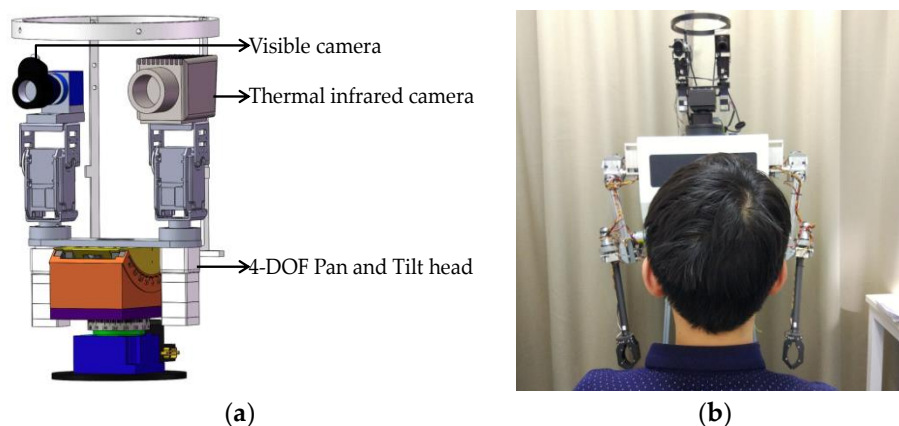 Visible camera
Thermal infrared camera
4-DOF Pan and Tilt head
(a)
(b)